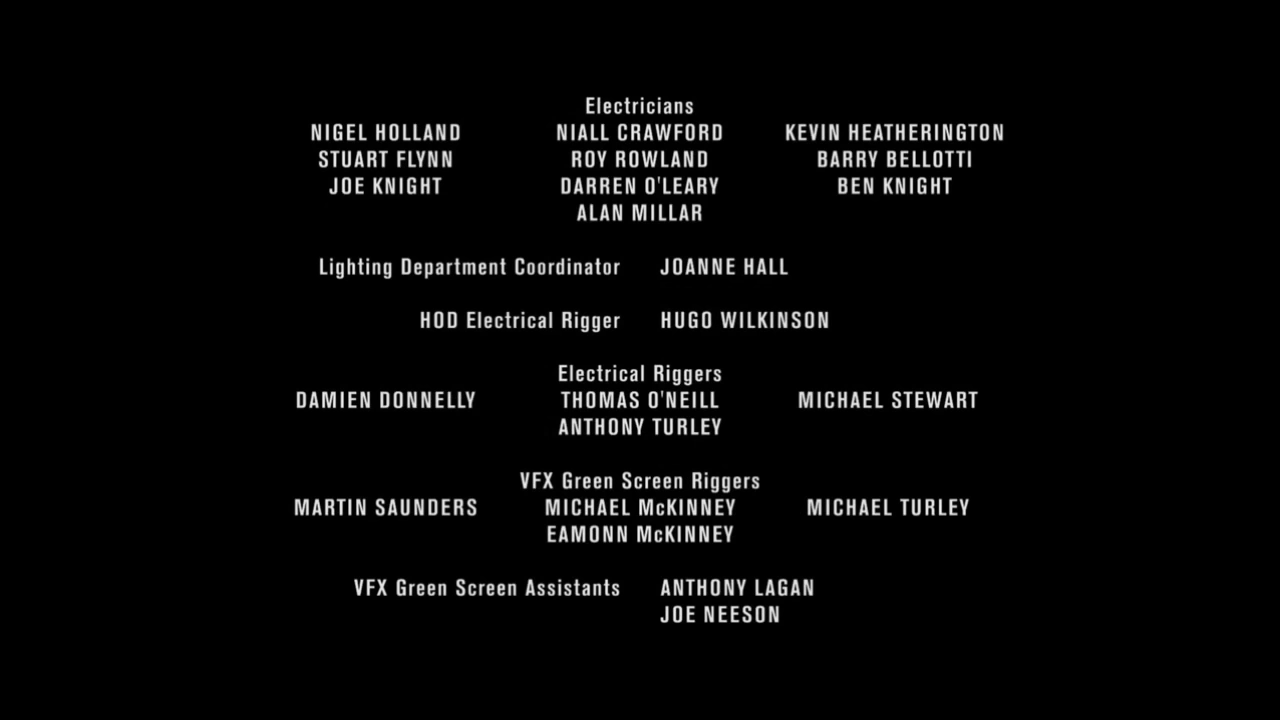 Electricians
NIGEL HOLLAND NIALL CRAWFORD KEVIN HEATHERINGTON
STUART FLYNN ROY ROWLAND BARRY BELLOTTI
JOE KNIGHT DARREN O'LEARY BEN KNIGHT
ALAN MILLAR
Lighting Department Coordinator JOANNE HALL
HOD Electrical Rigger HUGO WILKINSON
Electrical Riggers
DAMIEN DONNELLY THOMAS O'NEILL MICHAEL STEWART
ANTHONY TURLEY
VFX Green Screen Riggers
MARTIN SAUNDERS MICHAEL McKINNEY MICHAEL TURLEY
EAMONN McKINNEY
VFX Green Screen Assistants ANTHONY LAGAN
JOE NEESON